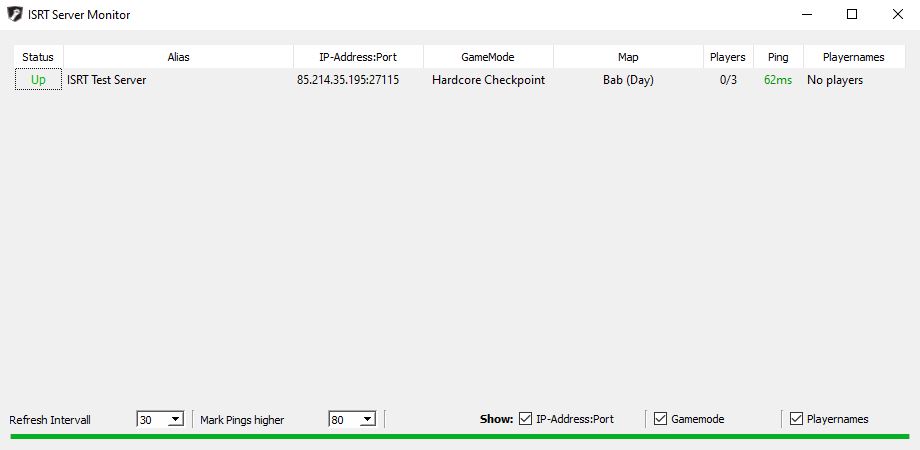 ISRT Server Monitor
Status Alias IP-Address:Port GameMode Map Players Ping Playernames
Up ISRT Test Server 85.214.35.195:27115 Hardcore Checkpoint Bab (Day) 0/3 62ms No players
Refresh Intervall 30 Mark Pings higher 80 Show: IP-Address:Port Gamemode Playernames